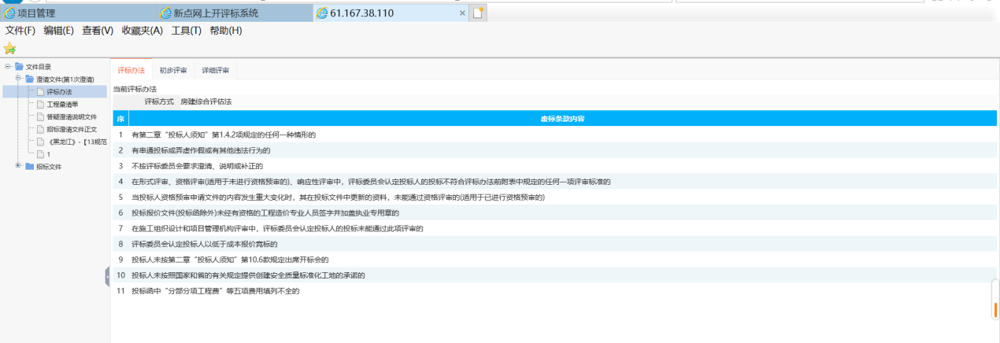 项目管理
新点网上开评标系统
61.167.38.110
文件(F) 编辑(E) 查看(V) 收藏夹(A) 工具(T) 帮助(H)
文件目录
澄清文件(第1次澄清)
评标办法
工程量清单
答疑澄清说明文件
招标澄清文件正文
《黑龙江》-【13规范
1
招标文件
评标办法 初步评审 详细评审
当前评标办法
评标方式 房建综合评估法
序 废标条款内容
1 有第二章“投标人须知”第1.4.2项规定的任何一种情形的
2 有串通投标或弄虚作假或有其他违法行为的
3 不按评标委员会要求澄清、说明或补正的
4 在形式评审、资格评审(适用于未进行资格预审的)、响应性评审中，评标委员会认定投标人的投标不符合评标办法前附表中规定的任何一项评审标准的
5 当投标人资格预审申请文件的内容发生重大变化时，其在投标文件中更新的资料，未能通过资格评审的(适用于已进行资格预审的)
6 投标报价文件(投标函除外)未经有资格的工程造价专业人员签字并加盖执业专用章的
7 在施工组织设计和项目管理机构评审中，评标委员会认定投标人的投标未能通过此项评审的
8 评标委员会认定投标人以低于成本报价竞标的
9 投标人未按第二章“投标人须知”第10.6款规定出席开标会的
10 投标人未按照国家和省的有关规定提供创建安全质量标准化工地的承诺的
11 投标函中“分部分项工程费”等五项费用填列不全的